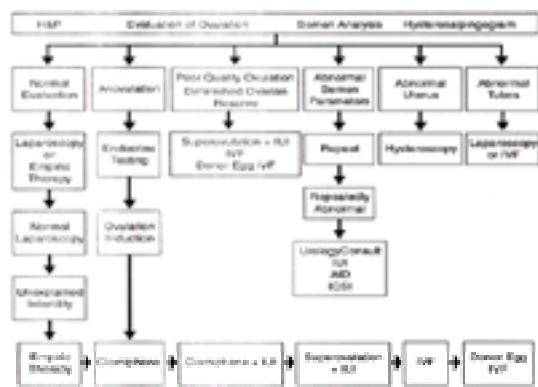 H&P Evaluation of Ovulation Semen Analysis Hysterosalpingogram
Normal
Evaluation
Anovulation
Poor Quality Ovulation
Diminished Ovarian
Reserve
Abnormal
Semen
Parameters
Abnormal
Uterus
Abnormal
Tubes
Laparoscopy
or
Empiric
Therapy
Endocrine
Testing
Superovulation + IUI
IVF
Donor Egg IVF
Repeat
Hysteroscopy
Laparoscopy
or IVF
Repeatedly
Abnormal
Normal
Laparoscopy
Ovulation
Induction
Urology Consult
IUI
AID
ICSI
Unexplained
Infertility
Empiric
Therapy
Clomiphene
Clomiphene + IUI
Superovulation
+ IUI
IVF
Donor Egg
IVF